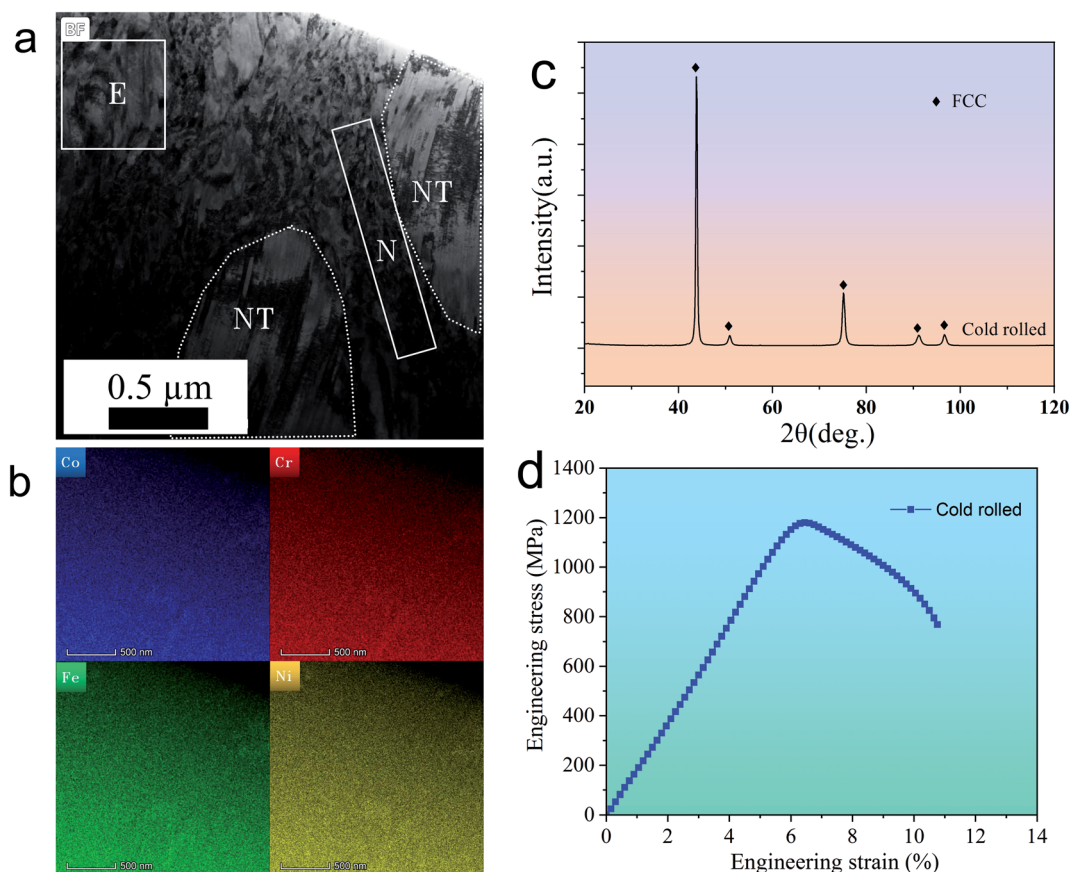 a
BF
E
NT
N
NT
0.5 µm
b
Co
500 nm
Cr
500 nm
Fe
500 nm
Ni
500 nm
c
Intensity(a.u.)
FCC
Cold rolled
20 40 60 80 100 120
2θ(deg.)
d
Engineering stress (MPa)
1400
1200
1000
800
600
400
200
0
Cold rolled
0 2 4 6 8 10 12 14
Engineering strain (%)